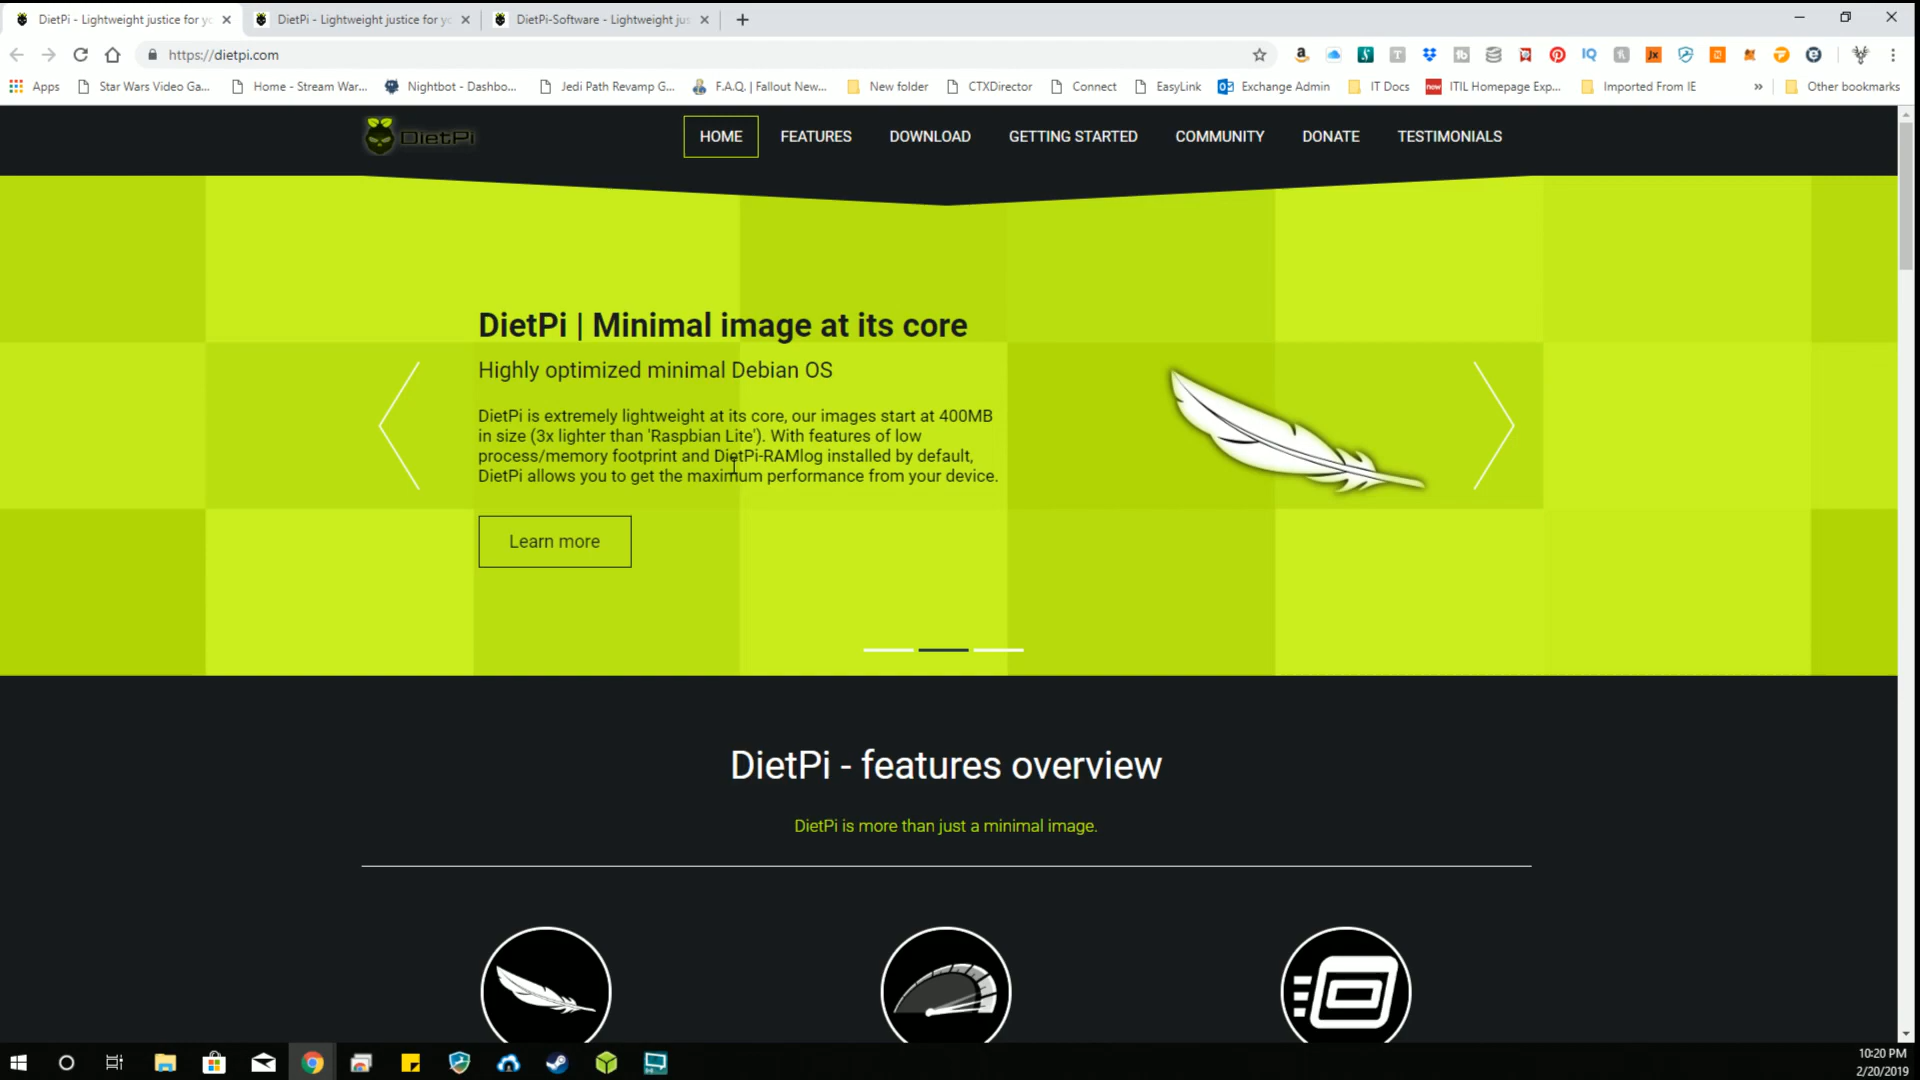 DietPi - Lightweight justice for yo
DietPi - Lightweight justice for yo
DietPi-Software - Lightweight jus
https://dietpi.com
Apps
Star Wars Video Ga...
Home - Stream War...
Nightbot - Dashbo...
Jedi Path Revamp G...
F.A.Q. | Fallout New...
New folder
CTXDirector
Connect
EasyLink
Exchange Admin
IT Docs
ITIL Homepage Exp...
Imported From IE
»
Other bookmarks
DietPi
HOME
FEATURES
DOWNLOAD
GETTING STARTED
COMMUNITY
DONATE
TESTIMONIALS
DietPi | Minimal image at its core
Highly optimized minimal Debian OS
DietPi is extremely lightweight at its core, our images start at 400MB
in size (3x lighter than 'Raspbian Lite'). With features of low
process/memory footprint and DietPi-RAMlog installed by default,
DietPi allows you to get the maximum performance from your device.
Learn more
DietPi - features overview
DietPi is more than just a minimal image.
10:20 PM
2/20/2019